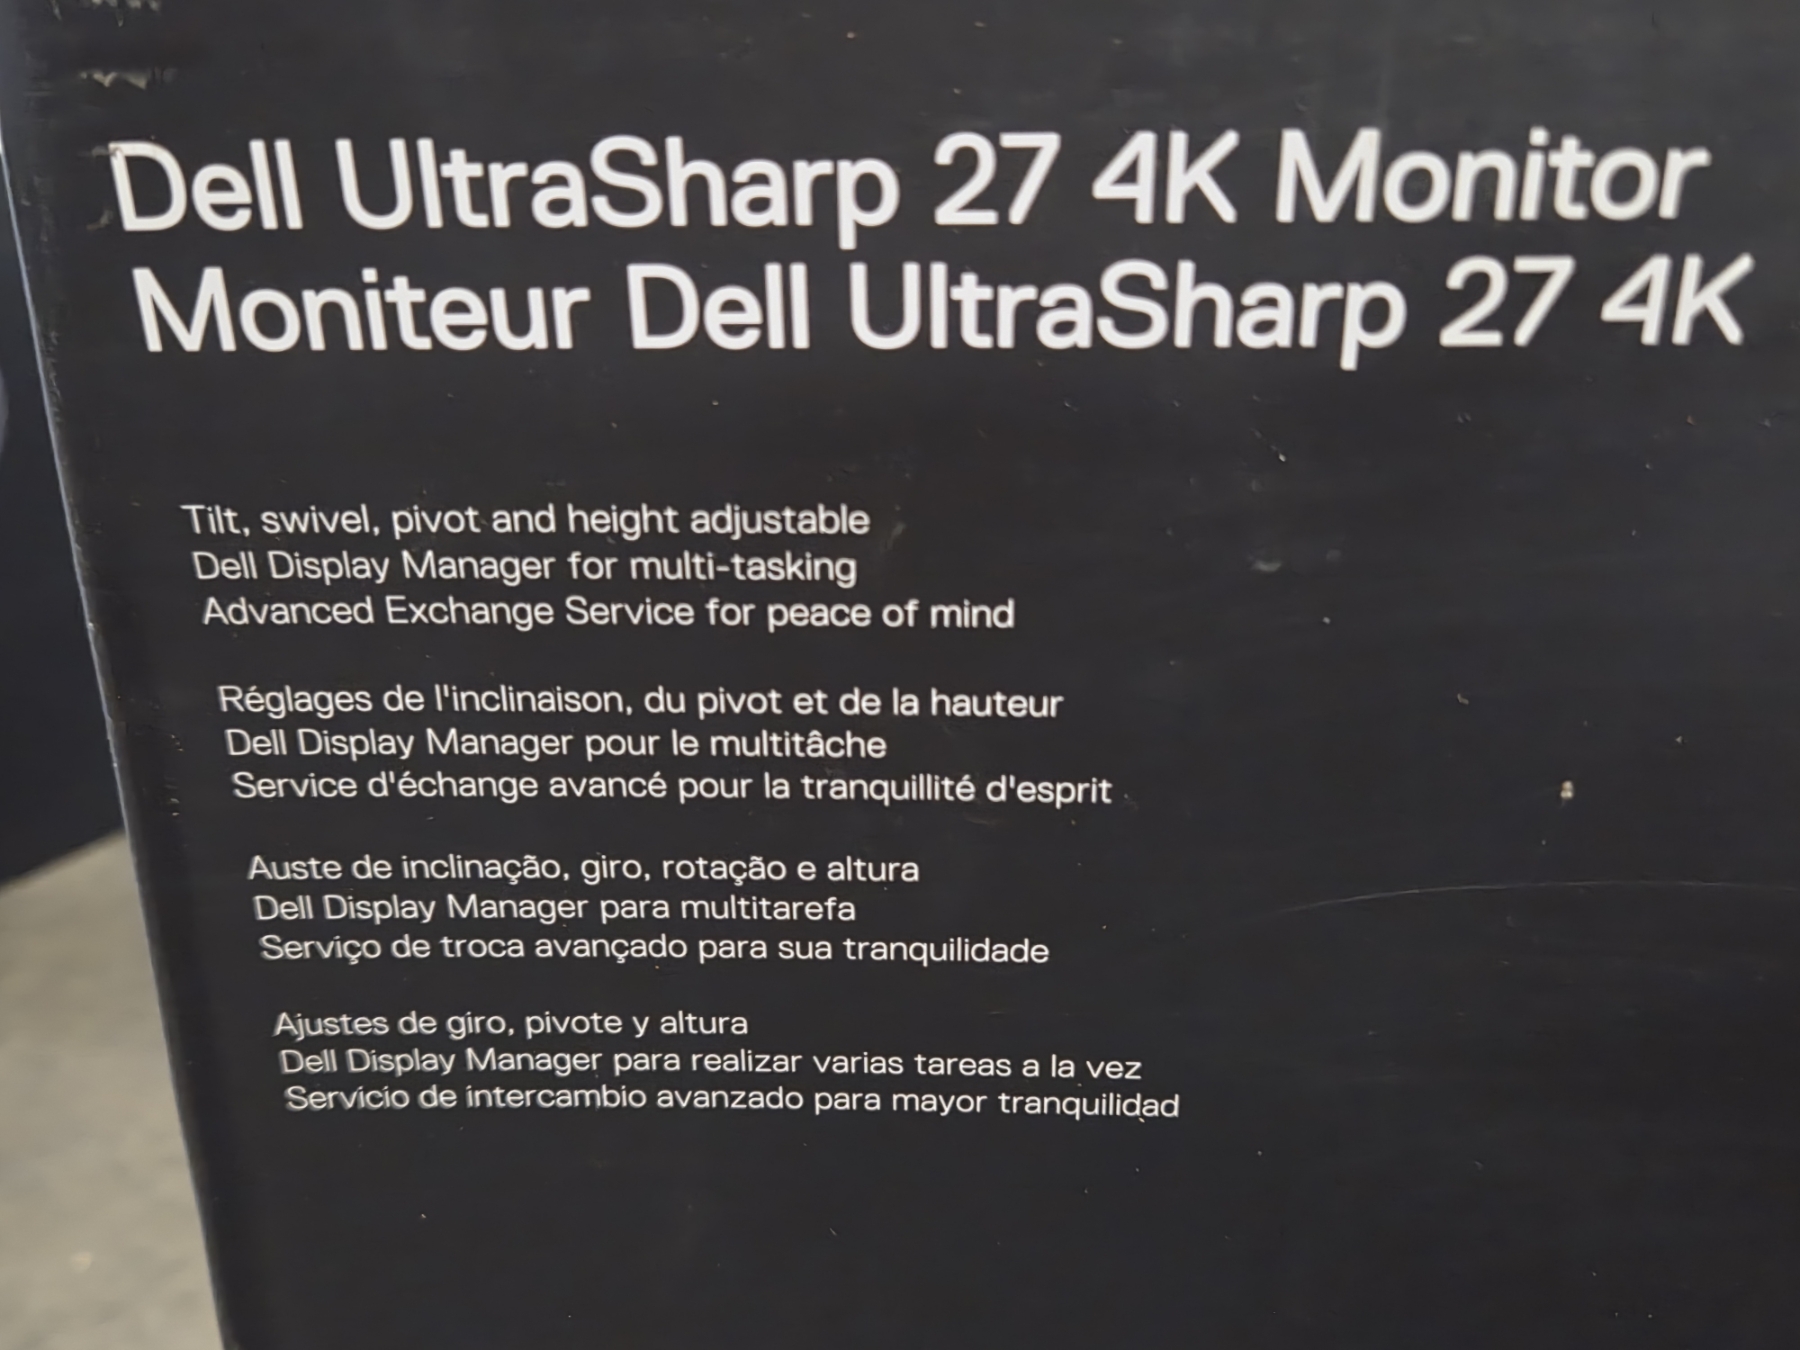 Dell UltraSharp 27 4K Monitor
Moniteur Dell UltraSharp 27 4K
Tilt, swivel, pivot and height adjustable
Dell Display Manager for multi-tasking
Advanced Exchange Service for peace of mind
Réglages de l'inclinaison, du pivot et de la hauteur
Dell Display Manager pour le multitâche
Service d'échange avancé pour la tranquillité d'esprit
Auste de inclinação, giro, rotação e altura
Dell Display Manager para multitarefa
Serviço de troca avançado para sua tranquilidade
Ajustes de giro, pivote y altura
Dell Display Manager para realizar varias tareas a la vez
Servicio de intercambio avanzado para mayor tranquilidad